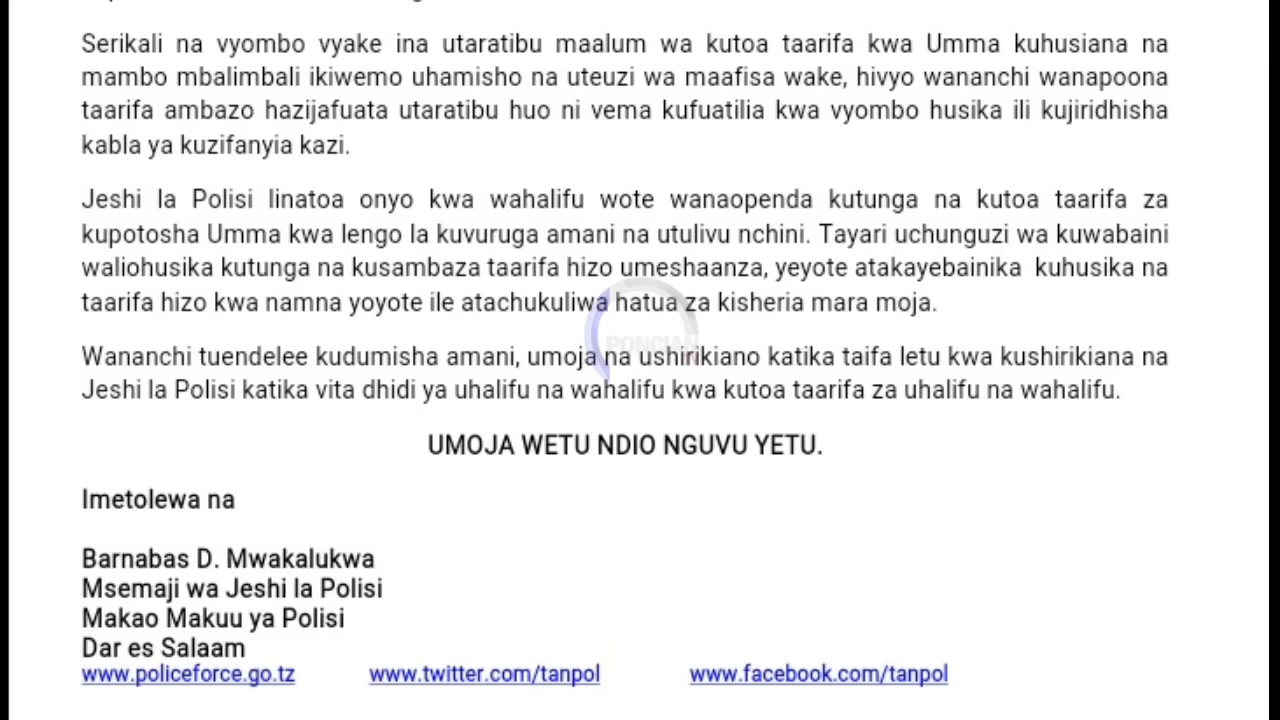 Serikali na vyombo vyake ina utaratibu maalum wa kutoa taarifa kwa Umma kuhusiana na
mambo mbalimbali ikiwemo uhamisho na uteuzi wa maafisa wake, hivyo wananchi wanapoona
taarifa ambazo hazijafuata utaratibu huo ni vema kufuatilia kwa vyombo husika ili kujiridhisha
kabla ya kuzifanyia kazi.
Jeshi la Polisi linatoa onyo kwa wahalifu wote wanaopenda kutunga na kutoa taarifa za
kupotosha Umma kwa lengo la kuvuruga amani na utulivu nchini. Tayari uchunguzi wa kuwabaini
waliohusika kutunga na kusambaza taarifa hizo umeshaanza, yeyote atakayebainika kuhusika na
taarifa hizo kwa namna yoyote ile atachukuliwa hatua za kisheria mara moja.
PONCIAN
Wananchi tuendelee kudumisha amani, umoja na ushirikiano katika taifa letu kwa kushirikiana na
Jeshi la Polisi katika vita dhidi ya uhalifu na wahalifu kwa kutoa taarifa za uhalifu na wahalifu.
UMOJA WETU NDIO NGUVU YETU.
Imetolewa na
Barnabas D. Mwakalukwa
Msemaji wa Jeshi la Polisi
Makao Makuu ya Polisi
Dar es Salaam
www.policeforce.go.tz www.twitter.com/tanpol www.facebook.com/tanpol